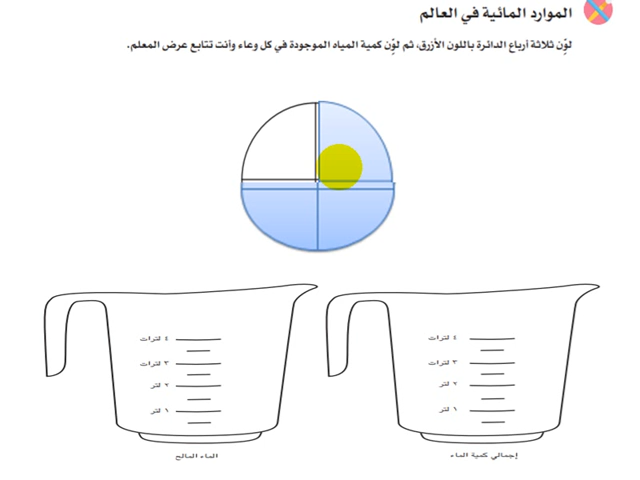 الموارد المائية في العالم
لوِّن ثلاثة أرباع الدائرة باللون الأزرق، ثم لوِّن كمية المياه الموجودة في كل وعاء وأنت تتابع عرض المعلم.
٤ لترات
٣ لترات
٢ لتر
١ لتر
الماء المالح
٤ لترات
٣ لترات
٢ لتر
١ لتر
إجمالي كمية الماء